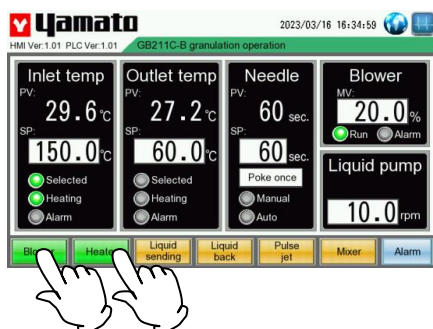 Yamato
2023/03/16 16:34:59
HMI Ver:1.01 PLC Ver:1.01
GB211C-B granulation operation
Inlet temp
PV:
29.6℃
SP:
150.0℃
Selected
Heating
Alarm
Outlet temp
PV:
27.2℃
SP:
60.0℃
Selected
Heating
Alarm
Needle
PV:
60 sec.
SP:
60 sec.
Poke once
Manual
Auto
Blower
MV:
20.0%
Run Alarm
Liquid pump
10.0 rpm
Liquid sending
Liquid back
Pulse jet
Mixer
Alarm